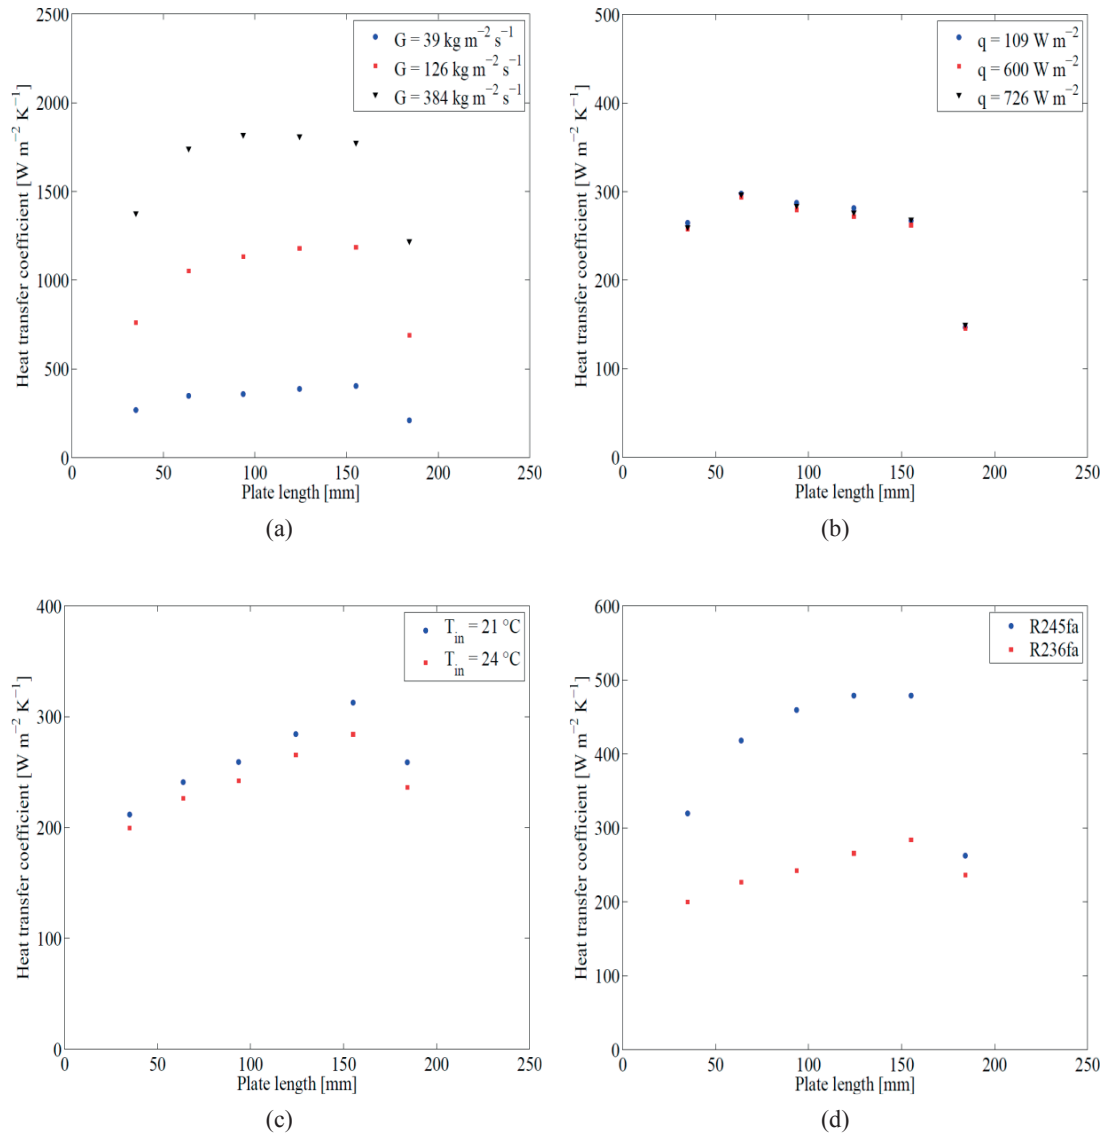 2500
2000
1500
1000
500
0
0 50 100 150 200 250
Heat transfer coefficient [W m⁻² K⁻¹]
Plate length [mm]
G = 39 kg m⁻² s⁻¹
G = 126 kg m⁻² s⁻¹
G = 384 kg m⁻² s⁻¹
(a)
500
400
300
200
100
0
0 50 100 150 200 250
Heat transfer coefficient [W m⁻² K⁻¹]
Plate length [mm]
q = 109 W m⁻²
q = 600 W m⁻²
q = 726 W m⁻²
(b)
400
300
200
100
0
0 50 100 150 200 250
Heat transfer coefficient [W m⁻² K⁻¹]
Plate length [mm]
T_in = 21 °C
T_in = 24 °C
(c)
600
500
400
300
200
100
0
0 50 100 150 200 250
Heat transfer coefficient [W m⁻² K⁻¹]
Plate length [mm]
R245fa
R236fa
(d)